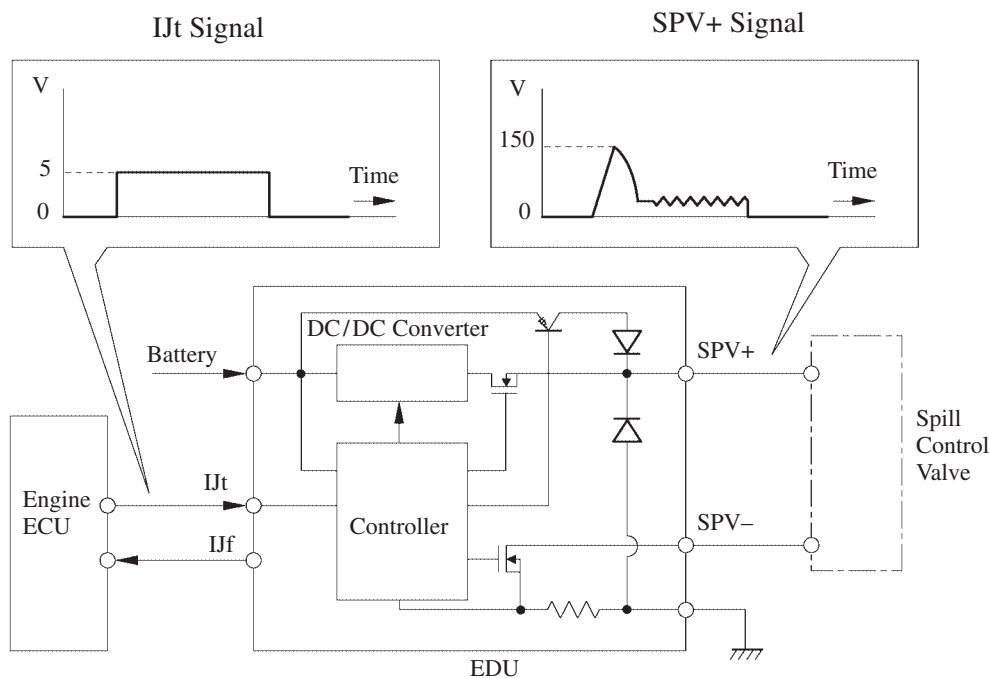 IJt Signal
SPV+ Signal
V
5
0
Time
V
150
0
Time
DC/DC Converter
Battery
SPV+
Engine
ECU
IJt
IJf
Controller
SPV–
Spill
Control
Valve
EDU